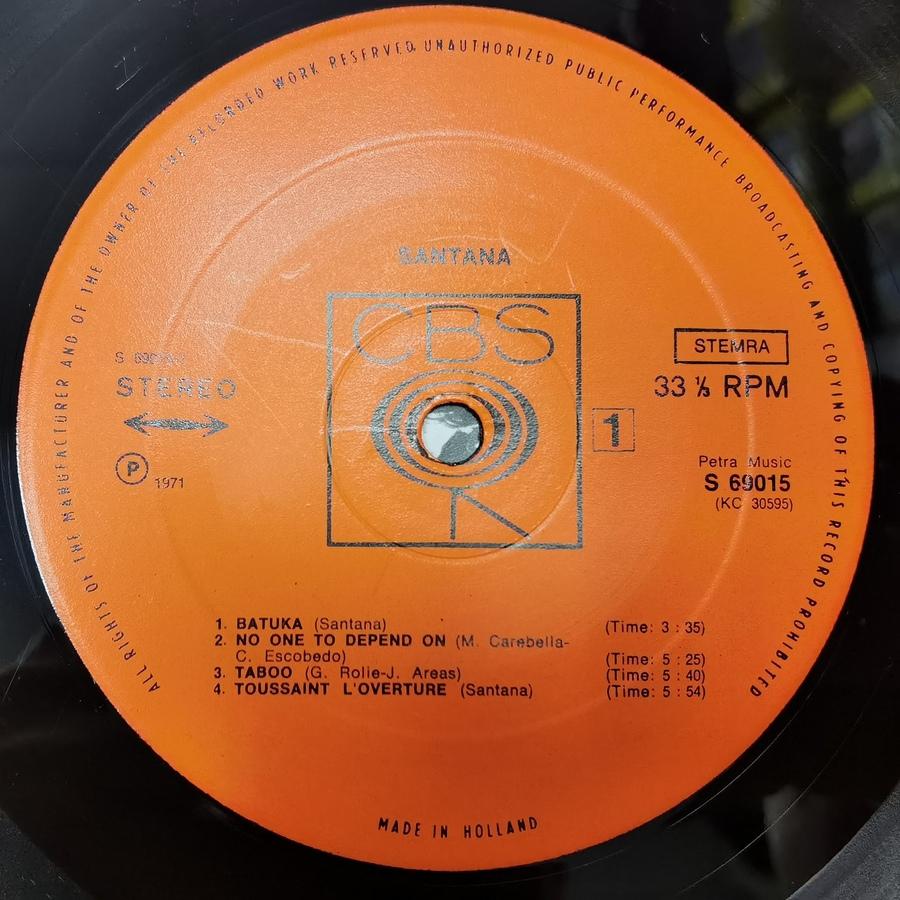 ALL RIGHTS OF THE MANUFACTURER AND OF THE OWNER OF THE RECORDED WORK RESERVED. UNAUTHORIZED PUBLIC PERFORMANCE BROADCASTING AND COPYING OF THIS RECORD PROHIBITED
SANTANA
CBS
STEMRA
STEREO
33 ⅓ RPM
1
℗ 1971
Petra Music
S 69015
(KC 30595)
1. BATUKA (Santana) (Time: 3 : 35)
2. NO ONE TO DEPEND ON (M. Carebella-
C. Escobedo) (Time: 5 : 25)
3. TABOO (G. Rolie-J. Areas) (Time: 5 : 40)
4. TOUSSAINT L'OVERTURE (Santana) (Time: 5 : 54)
MADE IN HOLLAND